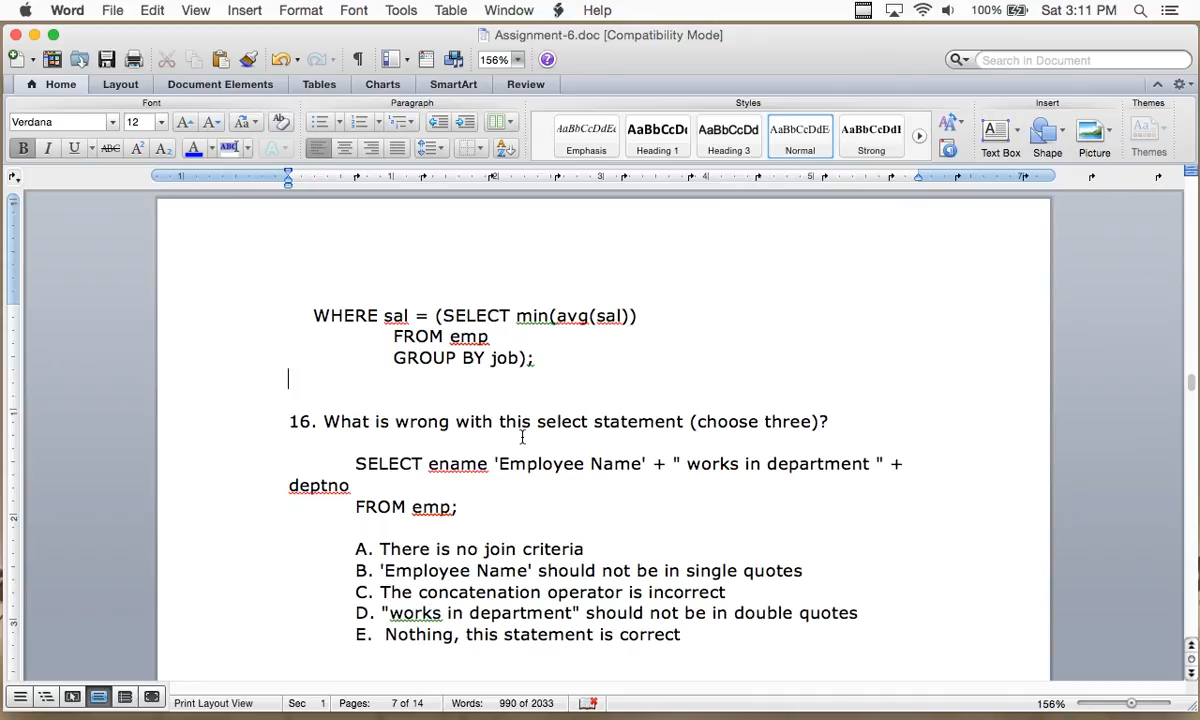 Word File Edit View Insert Format Tools Table Window Help 100% Sat 3:11 PM
Assignment-6.doc [Compatibility Mode]
156% Search in Document
Home Layout Document Elements Tables Charts SmartArt Review
Font Paragraph Styles Insert Themes
Verdana 12 AaBbCcDdEe AaBbCcDc AaBbCcDd AaBbCcDdE AaBbCcDdI
Emphasis Heading 1 Heading 3 Normal Strong Text Box Shape Picture Themes
WHERE sal = (SELECT min(avg(sal))
FROM emp
GROUP BY job);
16. What is wrong with this select statement (choose three)?
SELECT ename 'Employee Name' + " works in department " +
deptno
FROM emp;
A. There is no join criteria
B. 'Employee Name' should not be in single quotes
C. The concatenation operator is incorrect
D. "works in department" should not be in double quotes
E. Nothing, this statement is correct
Print Layout View Sec 1 Pages: 7 of 14 Words: 990 of 2033 156%